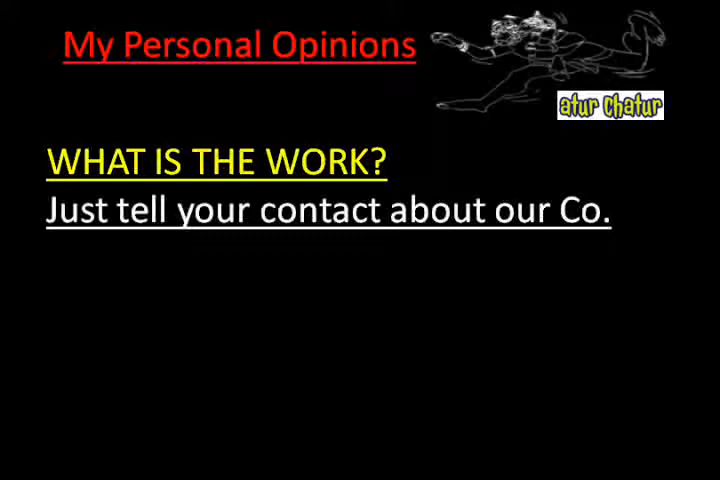 My Personal Opinions
atur Chatur
WHAT IS THE WORK?
Just tell your contact about our Co.